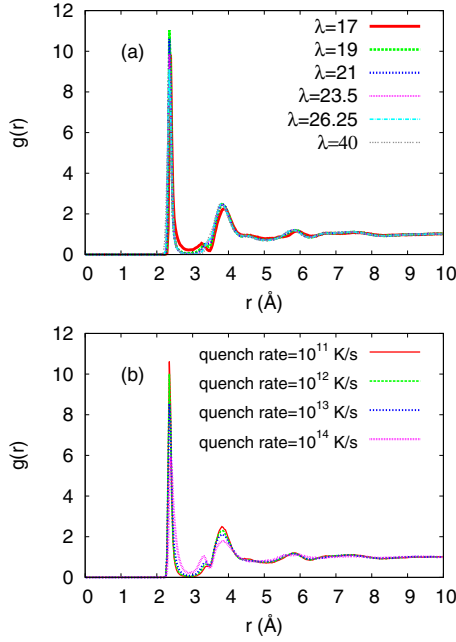 12
10
8
6
4
2
0
g(r)
(a)
λ=17
λ=19
λ=21
λ=23.5
λ=26.25
λ=40
0 1 2 3 4 5 6 7 8 9 10
r (Å)
12
10
8
6
4
2
0
g(r)
(b)
quench rate=10¹¹ K/s
quench rate=10¹² K/s
quench rate=10¹³ K/s
quench rate=10¹⁴ K/s
0 1 2 3 4 5 6 7 8 9 10
r (Å)